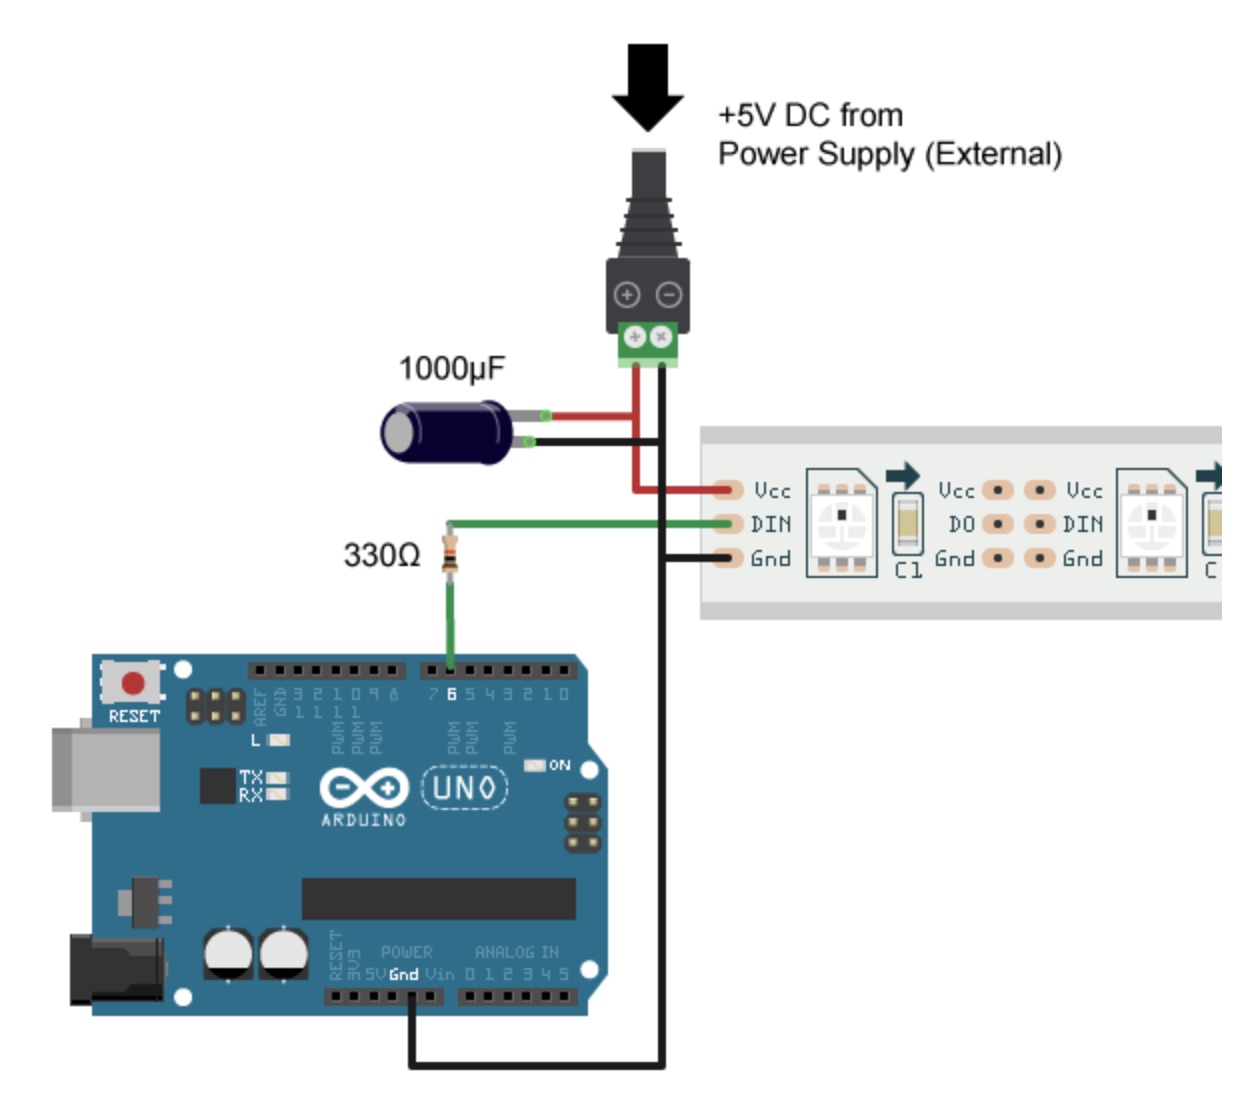 +5V DC from
Power Supply (External)
1000µF
Vcc
DIN
Gnd
C1
Vcc
DO
Gnd
Vcc
DIN
Gnd
C
330Ω
RESET
AREF
GND
13
12
PWM 11
PWM 10
PWM 9
8
7
PWM 6
PWM 5
4
PWM 3
2
1
0
L
TX
RX
ON
UNO
ARDUINO
POWER
ANALOG IN
RESET
3V3
5V Gnd Vin 0 1 2 3 4 5